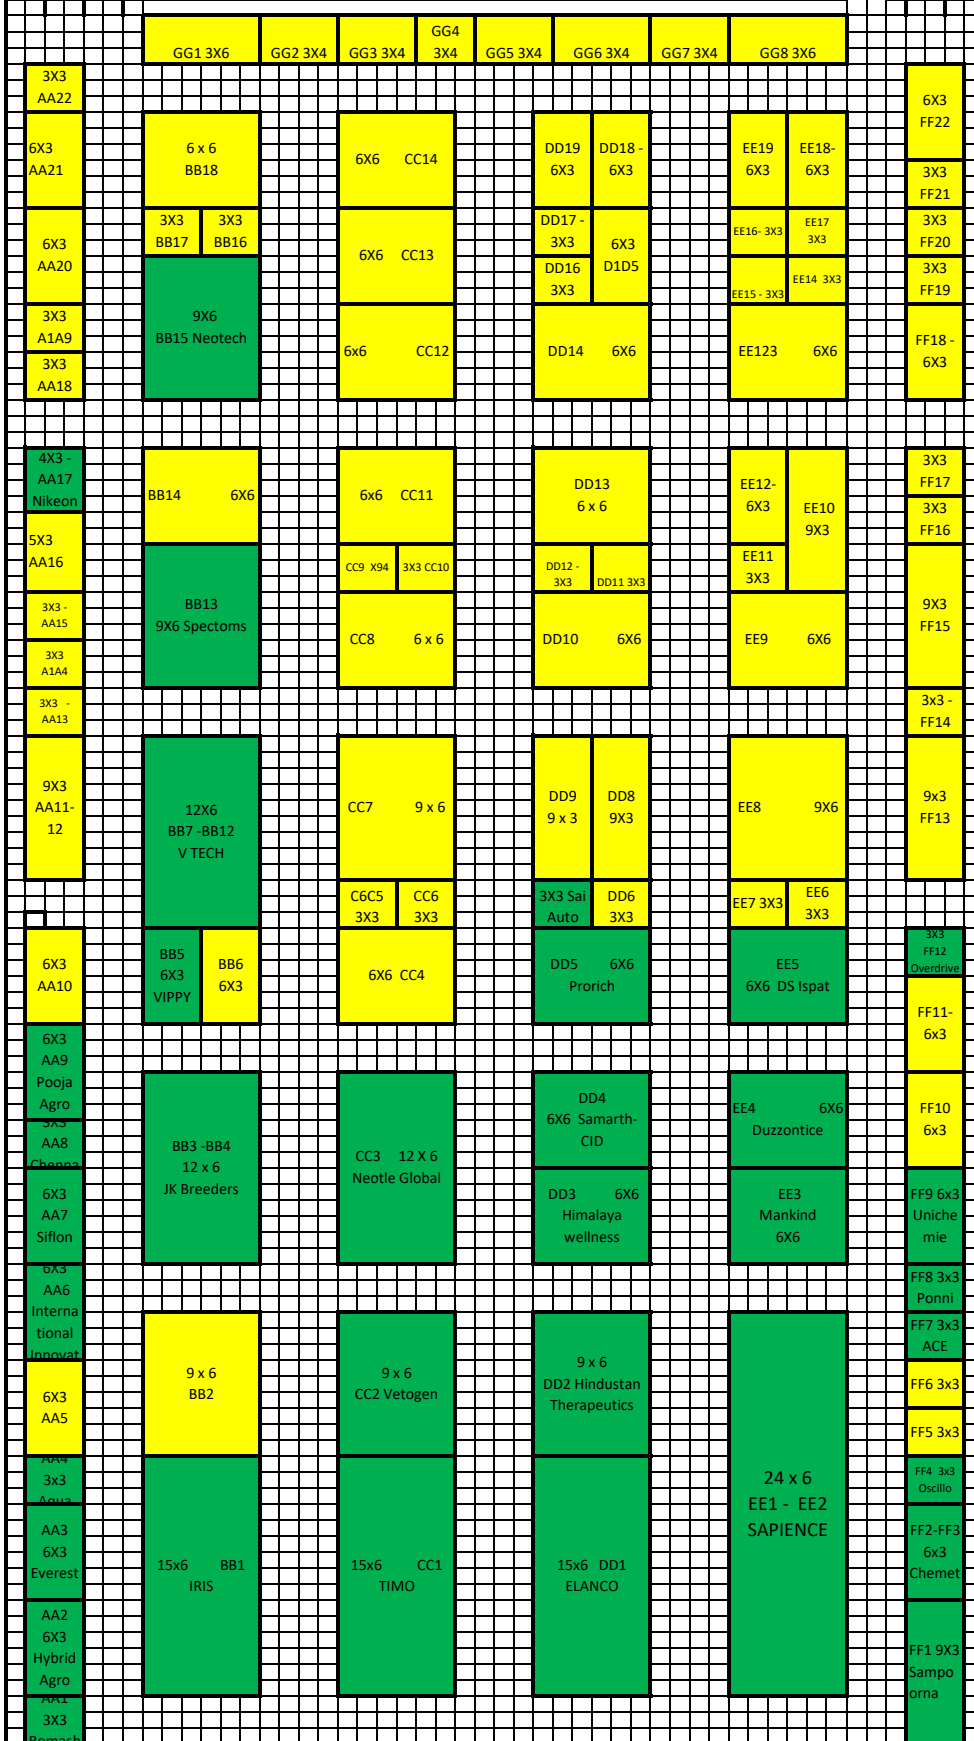 GG1 3X6
GG2 3X4
GG3 3X4
GG4
3X4
GG5 3X4
GG6 3X4
GG7 3X4
GG8 3X6
3X3
AA22
6X3
AA21
6X3
AA20
3X3
A1A9
3X3
AA18
4X3 -
AA17
Nikeon
5X3
AA16
3X3 -
AA15
3X3
A1A4
3X3 -
AA13
9X3
AA11-
12
6X3
AA10
6X3
AA9
Pooja
Agro
3X3
AA8
Chenna
6X3
AA7
Siflon
6X3
AA6
Interna
tional
Innovat
6X3
AA5
AA4
3x3
Aqua
AA3
6X3
Everest
AA2
6X3
Hybrid
Agro
AA1
3X3
6 x 6
BB18
3X3
BB17
3X3
BB16
9X6
BB15 Neotech
BB14 6X6
BB13
9X6 Spectoms
12X6
BB7 -BB12
V TECH
BB5
6X3
VIPPY
BB6
6X3
BB3 -BB4
12 x 6
JK Breeders
9 x 6
BB2
15x6 BB1
IRIS
6X6 CC14
6X6 CC13
6x6 CC12
6x6 CC11
CC9 X94
3X3 CC10
CC8 6 x 6
CC7 9 x 6
C6C5
3X3
CC6
3X3
6X6 CC4
CC3 12 X 6
Neotle Global
9 x 6
CC2 Vetogen
15x6 CC1
TIMO
DD19
6X3
DD18 -
6X3
DD17 -
3X3
DD16
3X3
6X3
D1D5
DD14 6X6
DD13
6 x 6
DD12 -
3X3
DD11 3X3
DD10 6X6
DD9
9 x 3
DD8
9X3
3X3 Sai
Auto
DD6
3X3
DD5 6X6
Prorich
DD4
6X6 Samarth-
CID
DD3 6X6
Himalaya
wellness
9 x 6
DD2 Hindustan
Therapeutics
15x6 DD1
ELANCO
EE19
6X3
EE18-
6X3
EE16- 3X3
EE17
3X3
EE15 - 3X3
EE14 3X3
EE123 6X6
EE12-
6X3
EE10
9X3
EE11
3X3
EE9 6X6
EE8 9X6
EE7 3X3
EE6
3X3
EE5
6X6 DS Ispat
EE4 6X6
Duzzontice
EE3
Mankind
6X6
24 x 6
EE1 - EE2
SAPIENCE
6X3
FF22
3X3
FF21
3X3
FF20
3X3
FF19
FF18 -
6X3
3X3
FF17
3X3
FF16
9X3
FF15
3x3 -
FF14
9x3
FF13
3X3
FF12
Overdrive
FF11-
6x3
FF10
6x3
FF9 6x3
Uniche
mie
FF8 3x3
Ponni
FF7 3x3
ACE
FF6 3x3
FF5 3x3
FF4 3x3
Oscillo
FF2-FF3
6x3
Chemet
FF1 9X3
Sampo
orna